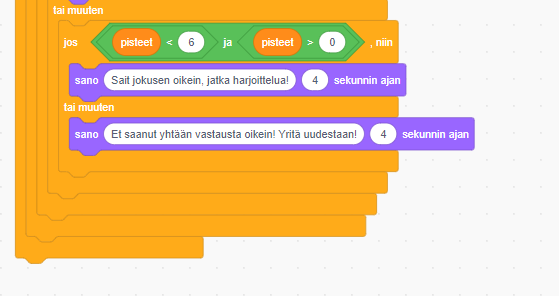 tai muuten
jos pisteet < 6 ja pisteet > 0 , niin
sano Sait jokusen oikein, jatka harjoittelua! 4 sekunnin ajan
tai muuten
sano Et saanut yhtään vastausta oikein! Yritä uudestaan! 4 sekunnin ajan